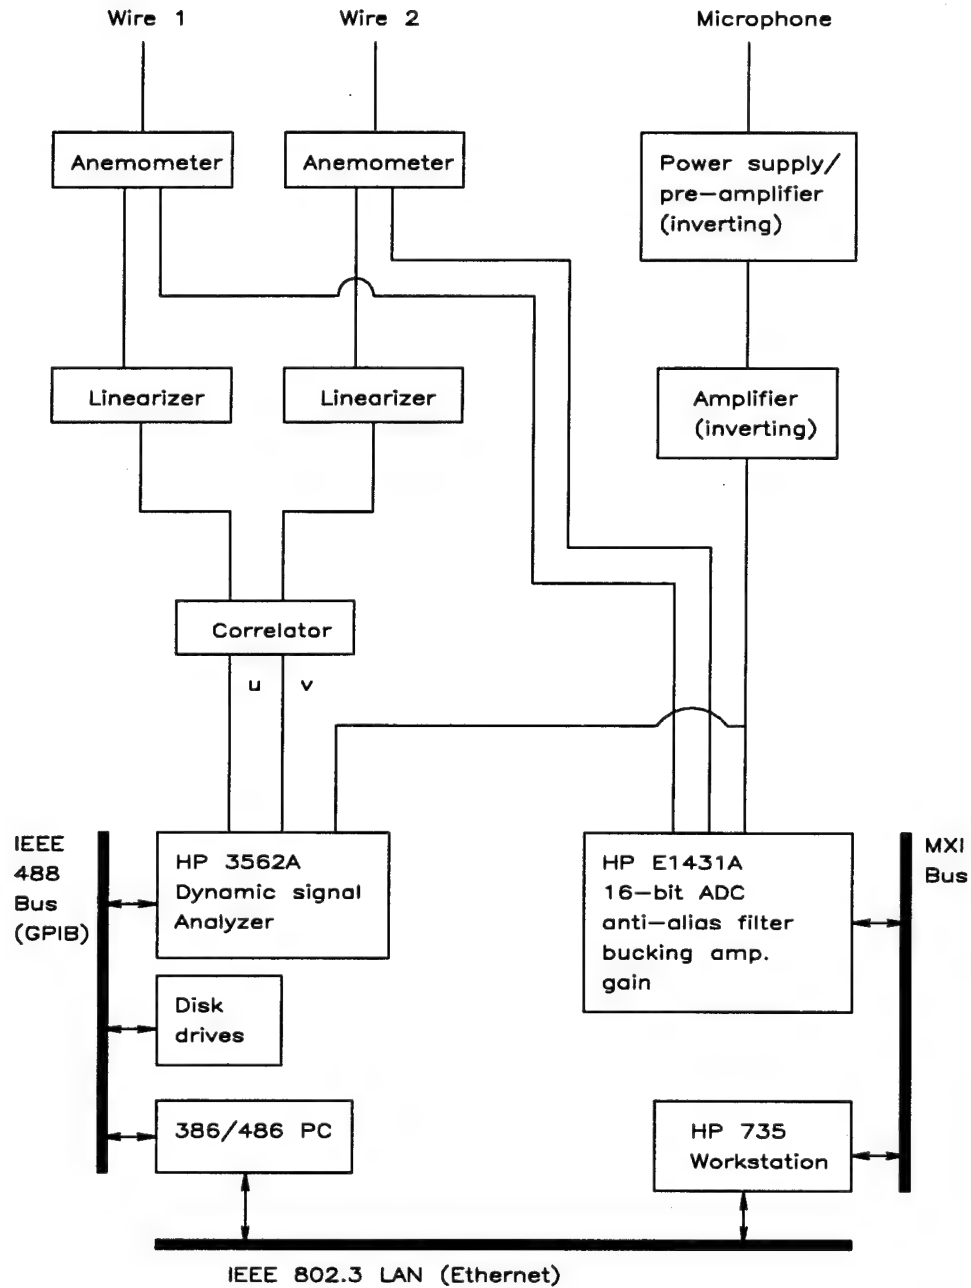 Wire 1
Wire 2
Microphone
Anemometer
Anemometer
Power supply/
pre-amplifier
(inverting)
Linearizer
Linearizer
Amplifier
(inverting)
Correlator
u
v
IEEE
488
Bus
(GPIB)
HP 3562A
Dynamic signal
Analyzer
HP E1431A
16-bit ADC
anti-alias filter
bucking amp.
gain
MXI
Bus
Disk
drives
386/486 PC
HP 735
Workstation
IEEE 802.3 LAN (Ethernet)